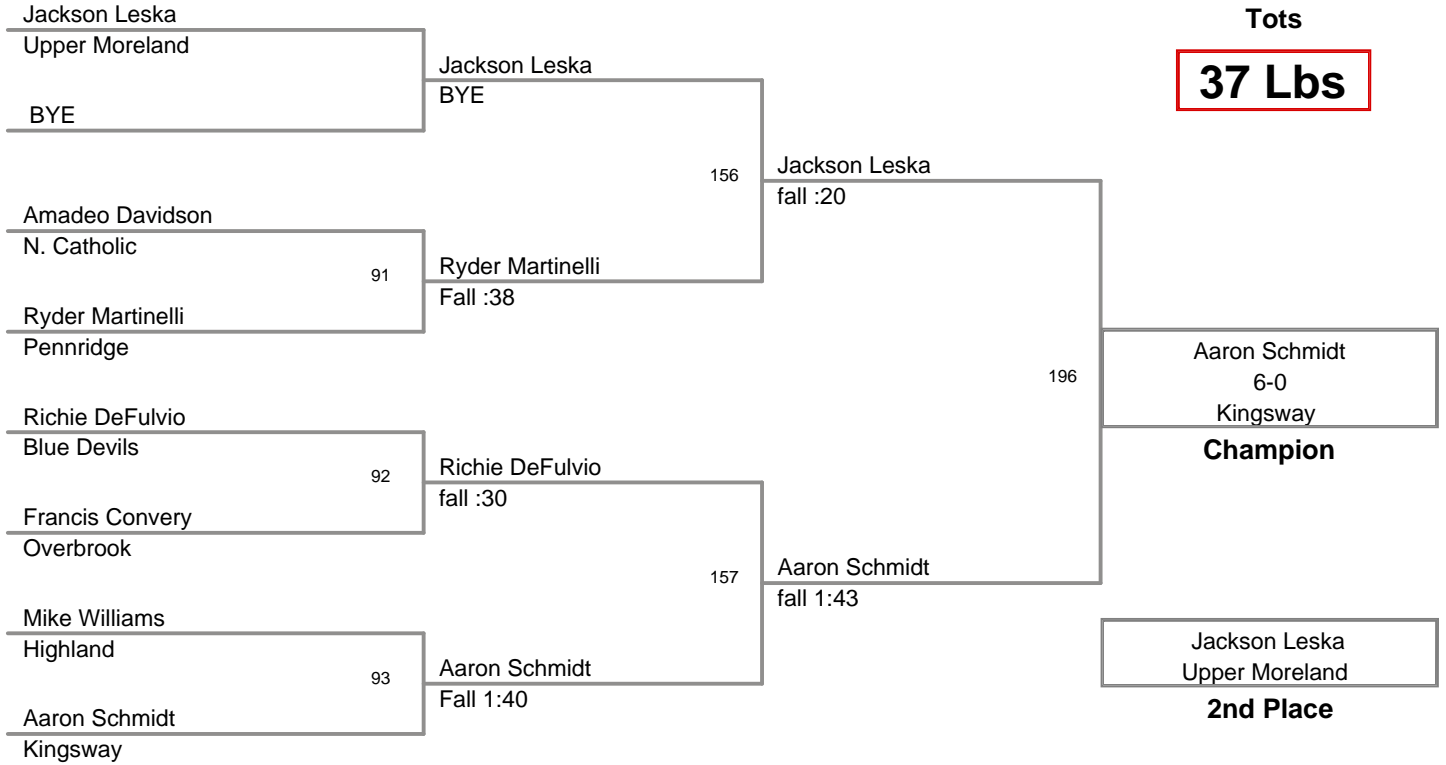 Jackson Leska
Upper Moreland
BYE
Amadeo Davidson
N. Catholic
91
Ryder Martinelli
Pennridge
Richie DeFulvio
Blue Devils
92
Francis Convery
Overbrook
Mike Williams
Highland
93
Aaron Schmidt
Kingsway
Jackson Leska
BYE
156
Ryder Martinelli
Fall :38
Richie DeFulvio
fall :30
157
Aaron Schmidt
Fall 1:40
Jackson Leska
fall :20
196
Aaron Schmidt
fall 1:43
Tots
37 Lbs
Aaron Schmidt
6-0
Kingsway
Champion
Jackson Leska
Upper Moreland
2nd Place